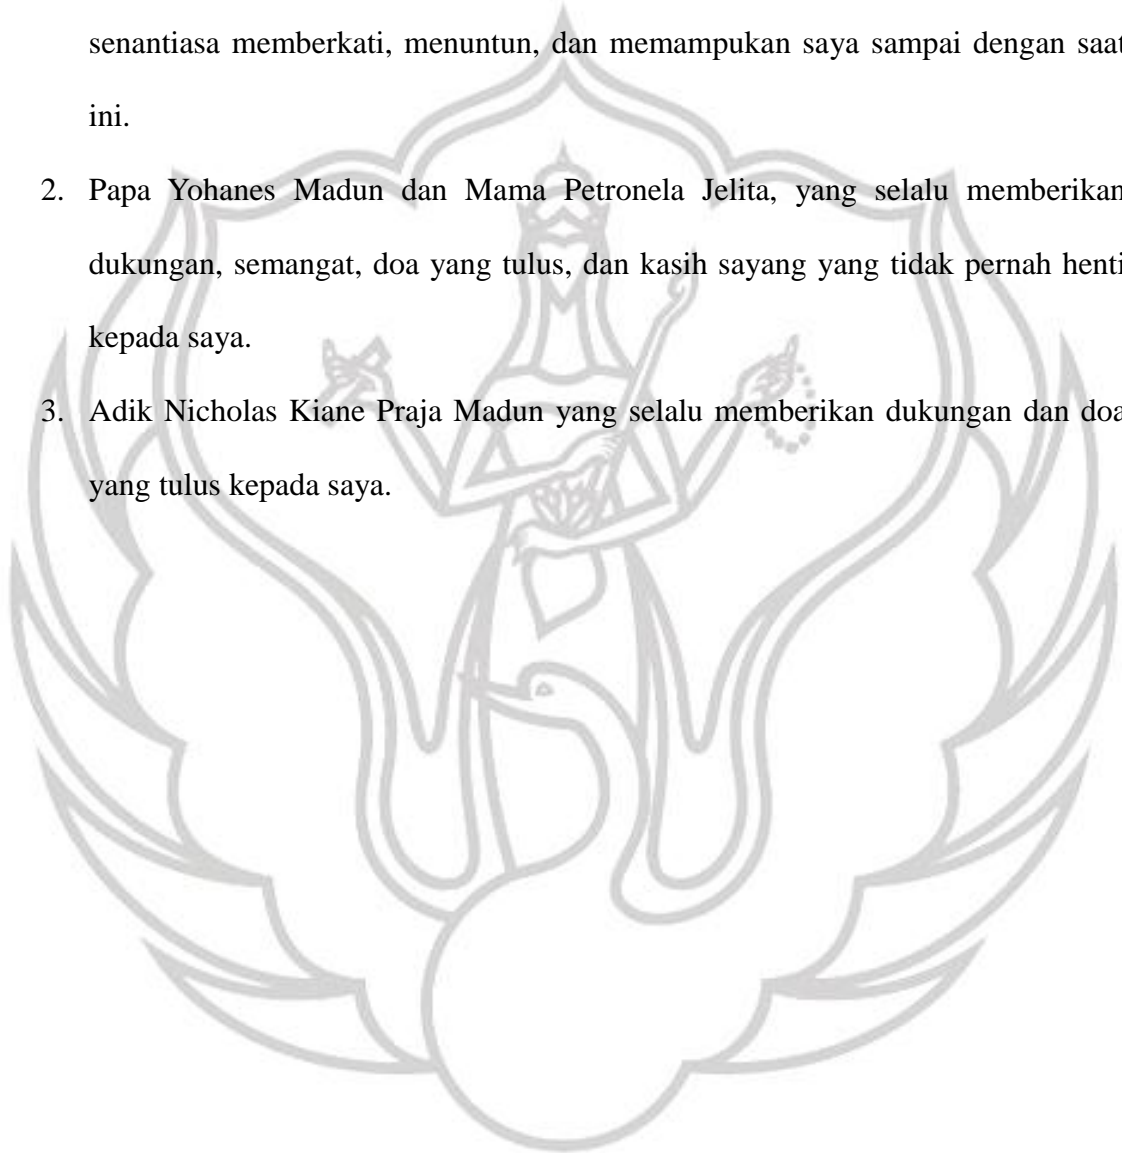 senantiasa memberkati, menuntun, dan memampukan saya sampai dengan saat
ini.
2. Papa Yohanes Madun dan Mama Petronela Jelita, yang selalu memberikan
dukungan, semangat, doa yang tulus, dan kasih sayang yang tidak pernah henti
kepada saya.
3. Adik Nicholas Kiane Praja Madun yang selalu memberikan dukungan dan doa
yang tulus kepada saya.